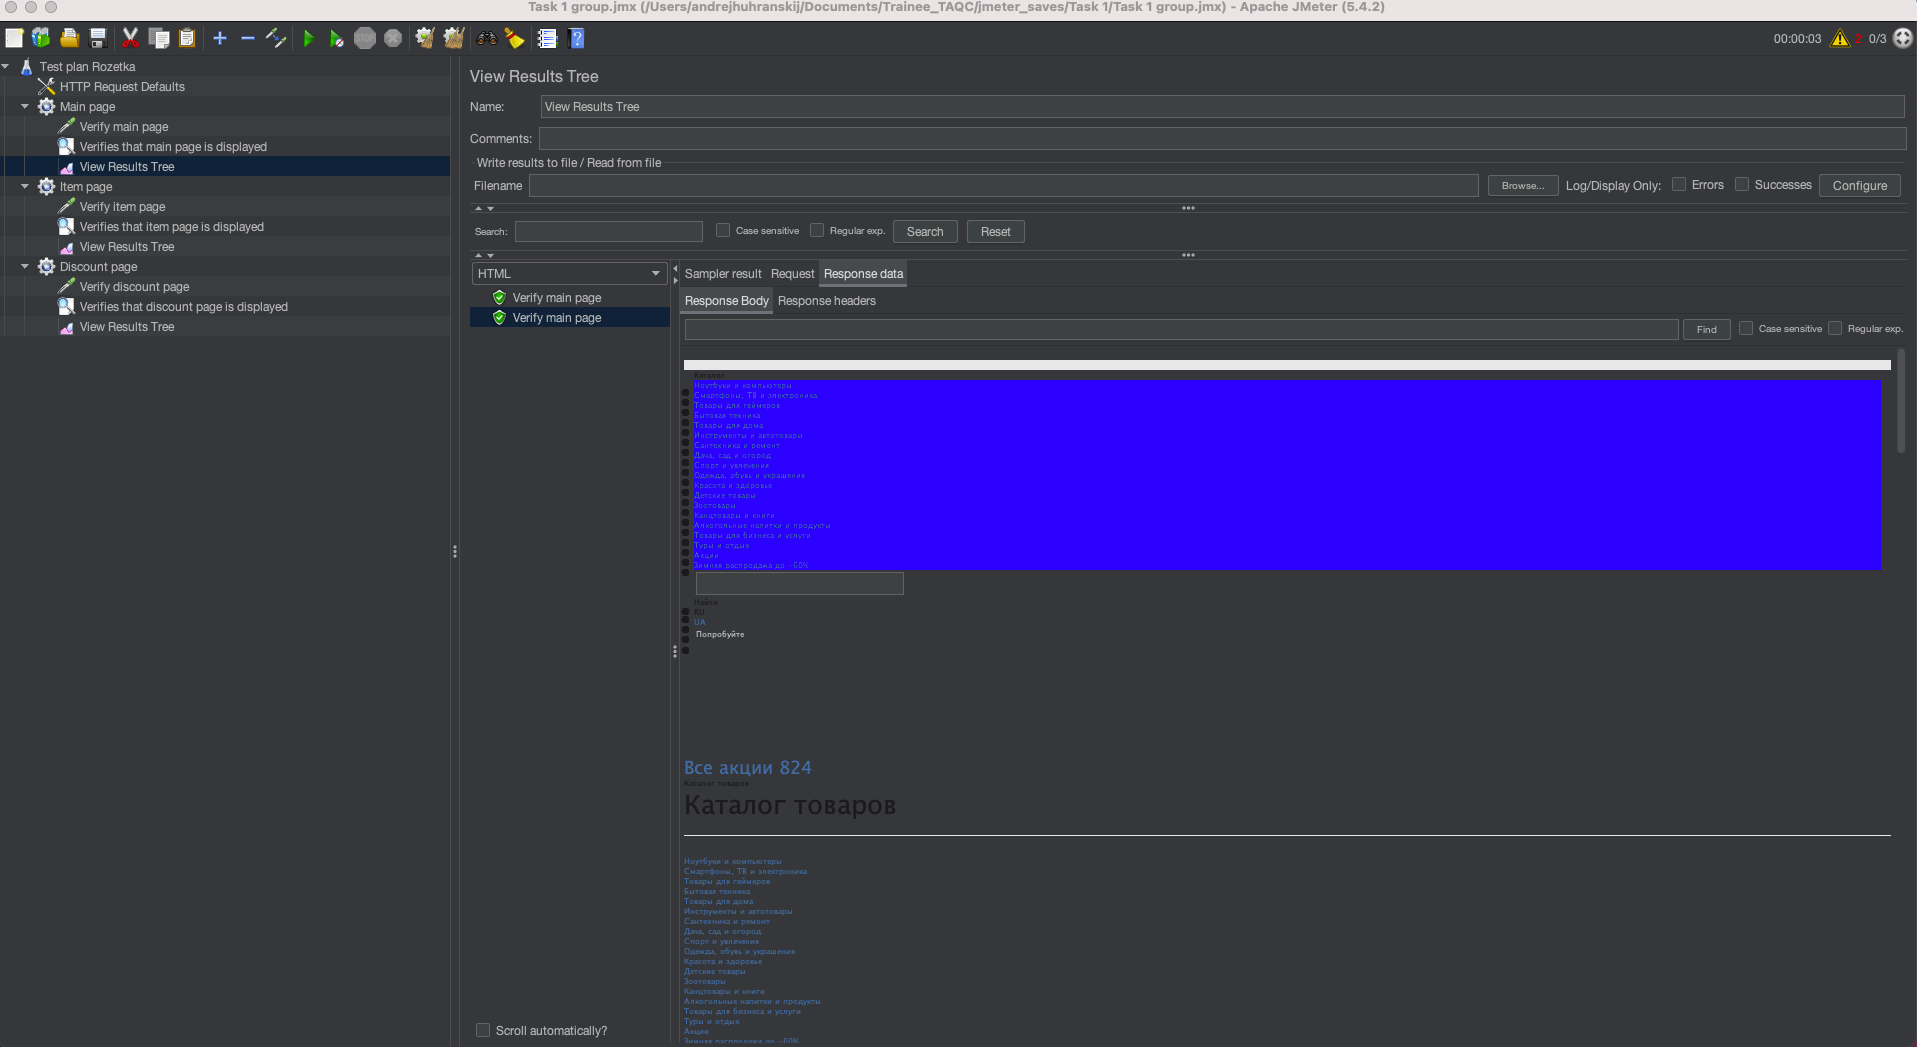 Task 1 group.jmx (/Users/andrejhuhranskij/Documents/Trainee_TAQC/jmeter_saves/Task 1/Task 1 group.jmx) - Apache JMeter (5.4.2)
STOP
00:00:03 2 0/3
Test plan Rozetka
HTTP Request Defaults
Main page
Verify main page
Verifies that main page is displayed
View Results Tree
Item page
Verify item page
Verifies that item page is displayed
View Results Tree
Discount page
Verify discount page
Verifies that discount page is displayed
View Results Tree
View Results Tree
Name: View Results Tree
Comments:
Write results to file / Read from file
Filename Browse... Log/Display Only: Errors Successes Configure
Search: Case sensitive Regular exp. Search Reset
HTML
Verify main page
Verify main page
Scroll automatically?
Sampler result Request Response data
Response Body Response headers
Find Case sensitive Regular exp.
Каталог
Ноутбуки и компьютеры
Смартфоны, ТВ и электроника
Товары для геймеров
Бытовая техника
Товары для дома
Инструменты и автотовары
Сантехника и ремонт
Дача, сад и огород
Спорт и увлечения
Одежда, обувь и украшения
Красота и здоровье
Детские товары
Зоотовары
Канцтовары и книги
Алкогольные напитки и продукты
Товары для бизнеса и услуги
Туры и отдых
Акции
Зимняя распродажа до -60%
Найти
RU
UA
Попробуйте
Все акции 824
Каталог товаров
Каталог товаров
Ноутбуки и компьютеры
Смартфоны, ТВ и электроника
Товары для геймеров
Бытовая техника
Товары для дома
Инструменты и автотовары
Сантехника и ремонт
Дача, сад и огород
Спорт и увлечения
Одежда, обувь и украшения
Красота и здоровье
Детские товары
Зоотовары
Канцтовары и книги
Алкогольные напитки и продукты
Товары для бизнеса и услуги
Туры и отдых
Акции
Зимняя распродажа до -60%